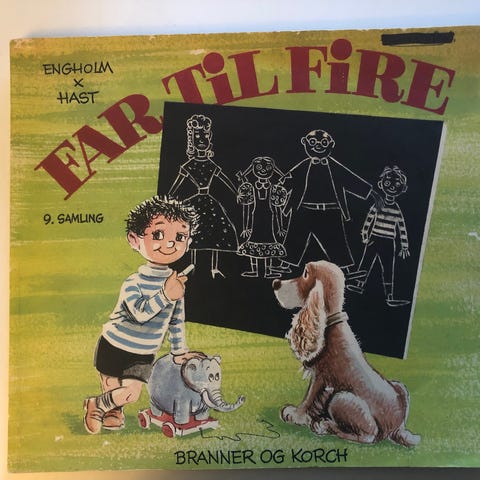 ENGHOLM
x
HAST
FAR TiL FiRE
9. SAMLING
BRANNER OG KORCH